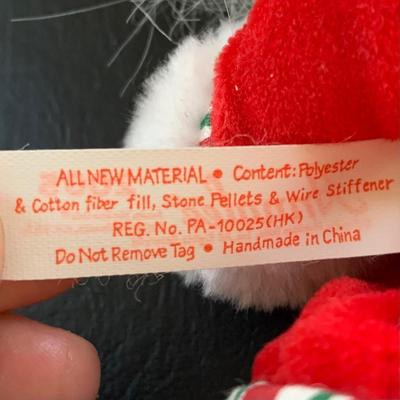 ALL NEW MATERIAL • Content: Polyester
& Cotton fiber fill, Stone Pellets & Wire Stiffener
REG. No. PA-10025(HK)
Do Not Remove Tag • Handmade in China